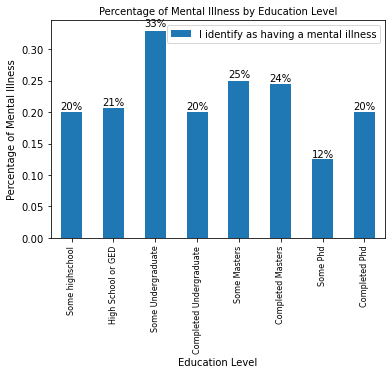 Percentage of Mental Illness by Education Level
I identify as having a mental illness
Percentage of Mental Illness
0.30
0.25
0.20
0.15
0.10
0.05
0.00
20%
21%
33%
20%
25%
24%
12%
20%
Some highschool
High School or GED
Some Undergraduate
Completed Undergraduate
Some Masters
Completed Masters
Some Phd
Completed Phd
Education Level